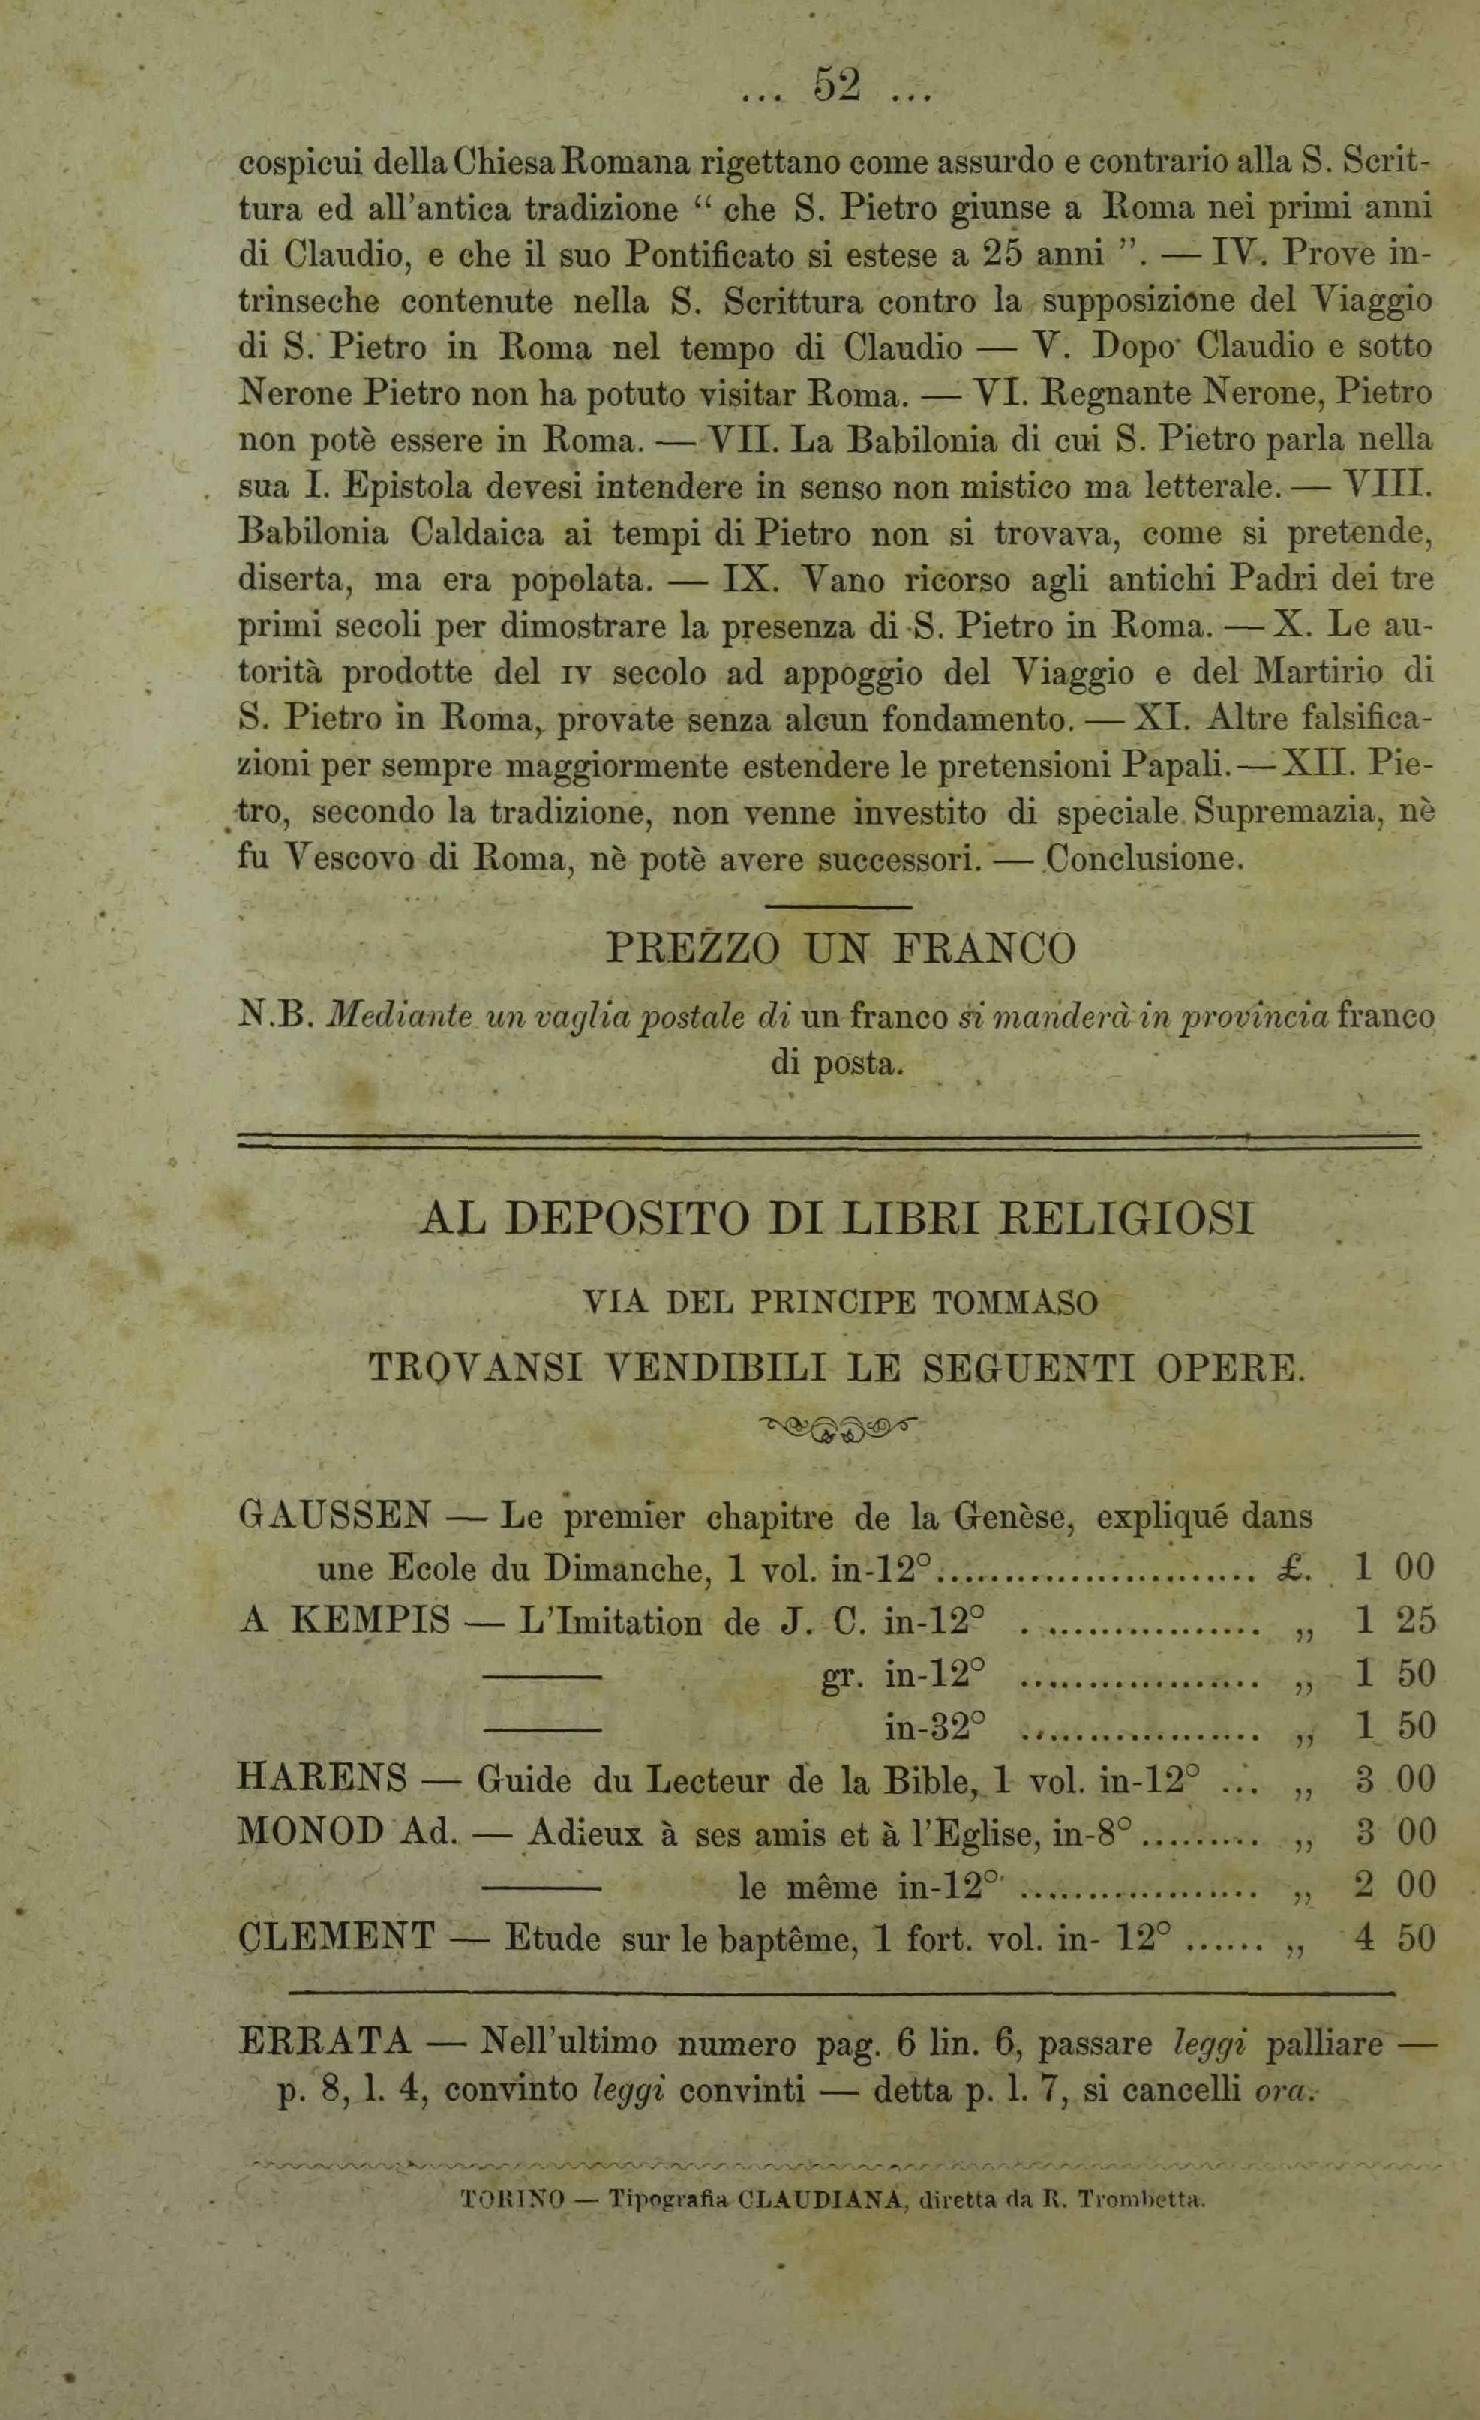 ... 52 ...
cospicui della Chiesa Romana rigettano come assurdo e contrario alla S. Scrit-
tura ed all'antica tradizione “ che S. Pietro giunse a Roma nei primi anni
di Claudio, e che il suo Pontificato si estese a 25 anni ”. — IV. Prove in-
trinseche contenute nella S. Scrittura contro la supposizione del Viaggio
di S. Pietro in Roma nel tempo di Claudio — V. Dopo Claudio e sotto
Nerone Pietro non ha potuto visitar Roma. — VI. Regnante Nerone, Pietro
non potè essere in Roma. — VII. La Babilonia di cui S. Pietro parla nella
sua I. Epistola devesi intendere in senso non mistico ma letterale. — VIII.
Babilonia Caldaica ai tempi di Pietro non si trovava, come si pretende,
diserta, ma era popolata. — IX. Vano ricorso agli antichi Padri dei tre
primi secoli per dimostrare la presenza di S. Pietro in Roma. — X. Le au-
torità prodotte del IV secolo ad appoggio del Viaggio e del Martirio di
S. Pietro in Roma, provate senza alcun fondamento. — XI. Altre falsifica-
zioni per sempre maggiormente estendere le pretensioni Papali. — XII. Pie-
tro, secondo la tradizione, non venne investito di speciale Supremazia, nè
fu Vescovo di Roma, nè potè avere successori. — Conclusione.
PREZZO UN FRANCO
N.B. Mediante un vaglia postale di un franco si manderà in provincia franco
di posta.
AL DEPOSITO DI LIBRI RELIGIOSI
VIA DEL PRINCIPE TOMMASO
TROVANSI VENDIBILI LE SEGUENTI OPERE.
GAUSSEN — Le premier chapitre de la Genèse, expliqué dans
une Ecole du Dimanche, 1 vol. in-12°........................ £. 1 00
A KEMPIS — L'Imitation de J. C. in-12° .................. „ 1 25
——— gr. in-12° .................. „ 1 50
——— in-32° .................. „ 1 50
HARENS — Guide du Lecteur de la Bible, 1 vol. in-12° ... „ 3 00
MONOD Ad. — Adieux à ses amis et à l'Eglise, in-8° ......... „ 3 00
——— le même in-12° .................. „ 2 00
CLEMENT — Etude sur le baptême, 1 fort. vol. in- 12° ...... „ 4 50
ERRATA — Nell'ultimo numero pag. 6 lin. 6, passare leggi palliare —
p. 8, l. 4, convinto leggi convinti — detta p. l. 7, si cancelli ora.
TORINO — Tipografia CLAUDIANA, diretta da R. Trombetta.